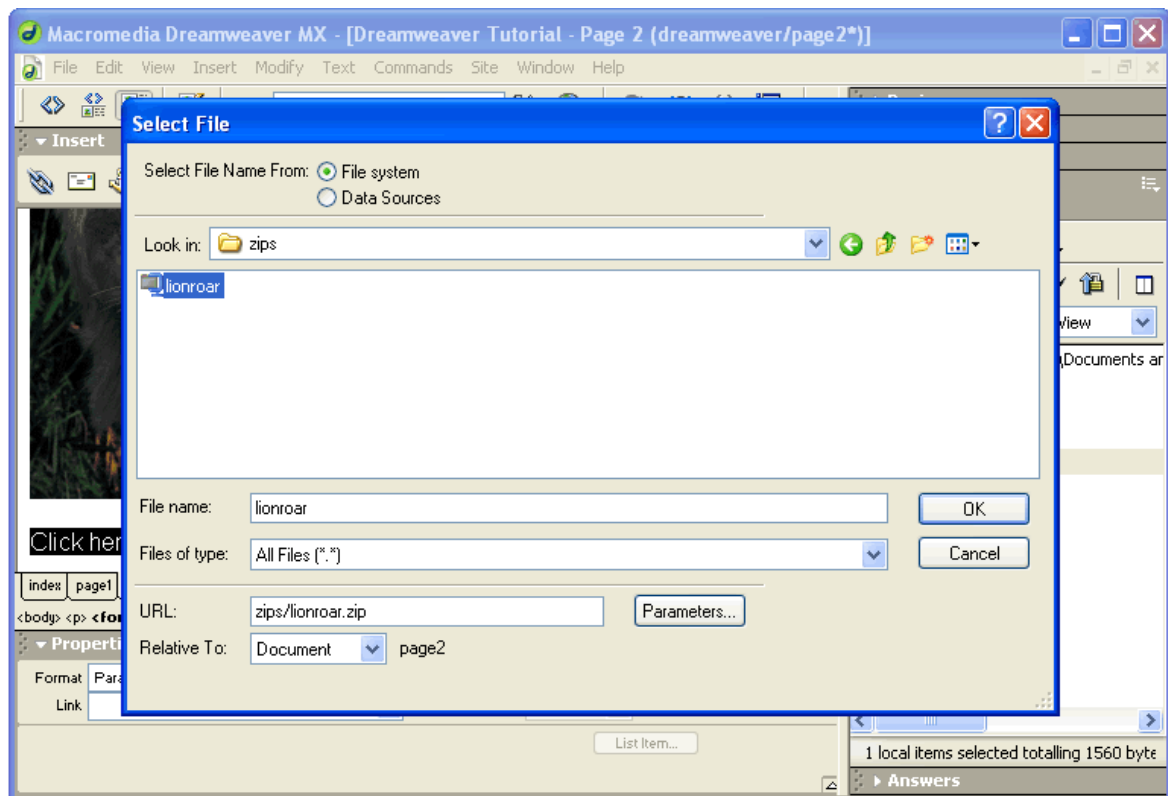 Macromedia Dreamweaver MX - [Dreamweaver Tutorial - Page 2 (dreamweaver/page2*)]
File Edit View Insert Modify Text Commands Site Window Help
Select File
Insert
Select File Name From: File system
Data Sources
Look in: zips
lionroar
View
Documents ar
File name: lionroar OK
Click her
Files of type: All Files (*.*) Cancel
index page1
URL: zips/lionroar.zip Parameters...
<body> <p> <fo
Properti
Relative To: Document page2
Format Para
Link
List Item...
1 local items selected totalling 1560 byte
Answers